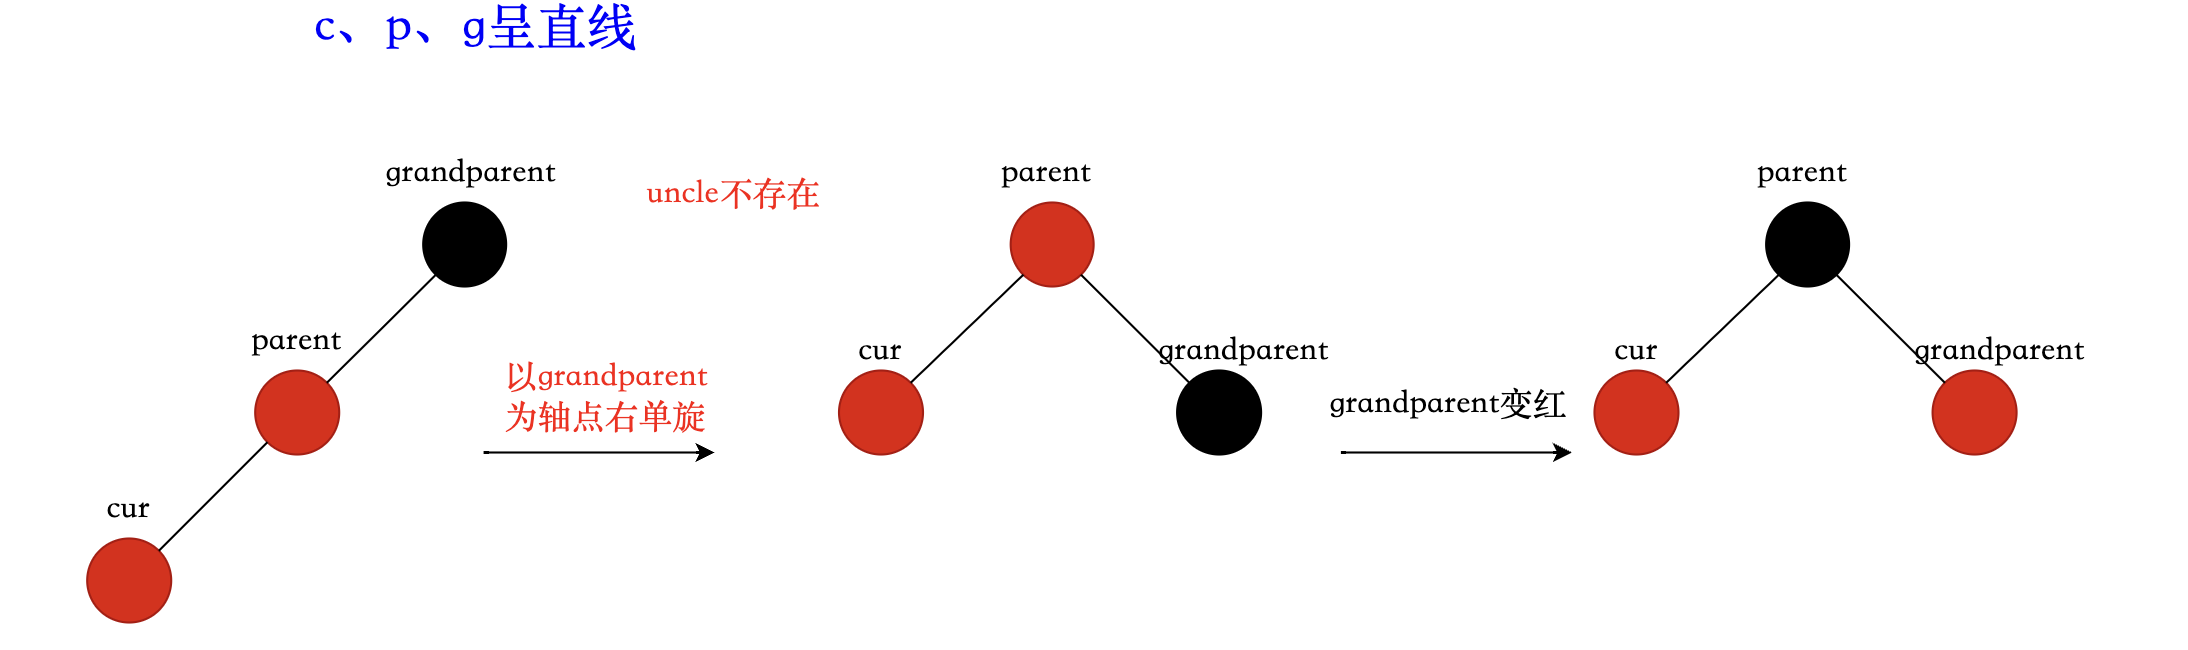 c、p、g呈直线
grandparent
uncle不存在
parent
parent
parent
cur
grandparent
cur
grandparent
以grandparent
为轴点右单旋
grandparent变红
cur